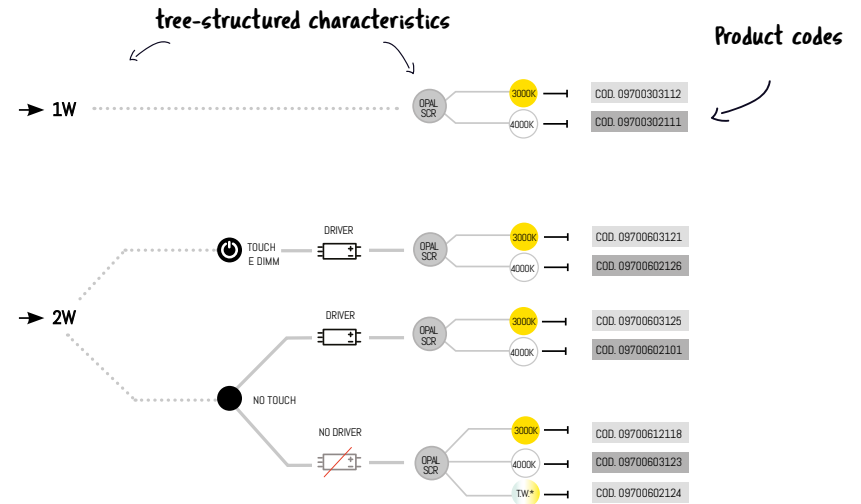 tree-structured characteristics
Product codes
1W
OPAL
SCR
3000K
COD. 09700303112
4000K
COD. 09700302111
2W
TOUCH
E DIMM
DRIVER
OPAL
SCR
3000K
COD. 09700603121
4000K
COD. 09700602126
NO TOUCH
DRIVER
OPAL
SCR
3000K
COD. 09700603125
4000K
COD. 09700602101
NO DRIVER
OPAL
SCR
3000K
COD. 09700612118
4000K
COD. 09700603123
T.W.*
COD. 09700602124